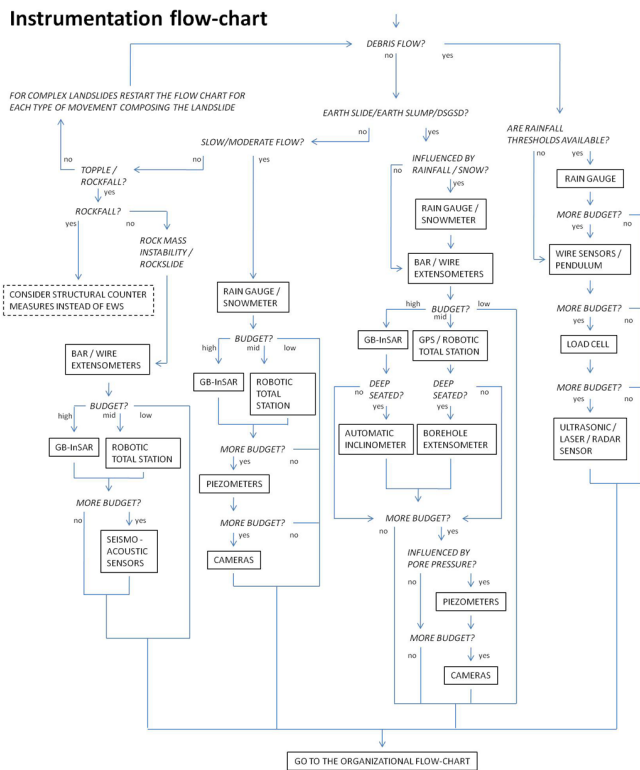 Instrumentation flow-chart
DEBRIS FLOW?
no
yes
FOR COMPLEX LANDSLIDES RESTART THE FLOW CHART FOR
EACH TYPE OF MOVEMENT COMPOSING THE LANDSLIDE
EARTH SLIDE/EARTH SLUMP/DSGSD?
no
yes
SLOW/MODERATE FLOW?
no
yes
TOPPLE /
ROCKFALL?
no
yes
ROCKFALL?
yes
no
ROCK MASS
INSTABILITY /
ROCKSLIDE
CONSIDER STRUCTURAL COUNTER
MEASURES INSTEAD OF EWS
BAR / WIRE
EXTENSOMETERS
BUDGET?
high
mid
low
GB-InSAR
ROBOTIC
TOTAL STATION
MORE BUDGET?
no
yes
SEISMO -
ACOUSTIC
SENSORS
RAIN GAUGE /
SNOWMETER
BUDGET?
high
mid
low
GB-InSAR
ROBOTIC
TOTAL
STATION
MORE BUDGET?
yes
no
PIEZOMETERS
MORE BUDGET?
yes
no
CAMERAS
INFLUENCED BY
RAINFALL / SNOW?
no
yes
RAIN GAUGE /
SNOWMETER
BAR / WIRE
EXTENSOMETERS
BUDGET?
high
mid
low
GB-InSAR
GPS / ROBOTIC
TOTAL STATION
DEEP
SEATED?
no
yes
DEEP
SEATED?
yes
no
AUTOMATIC
INCLINOMETER
BOREHOLE
EXTENSOMETER
MORE BUDGET?
no
yes
INFLUENCED BY
PORE PRESSURE?
no
yes
PIEZOMETERS
MORE BUDGET?
no
yes
CAMERAS
ARE RAINFALL
THRESHOLDS AVAILABLE?
no
yes
RAIN GAUGE
MORE BUDGET?
yes
no
WIRE SENSORS /
PENDULUM
MORE BUDGET?
yes
no
LOAD CELL
MORE BUDGET?
yes
no
ULTRASONIC /
LASER / RADAR
SENSOR
GO TO THE ORGANIZATIONAL FLOW-CHART